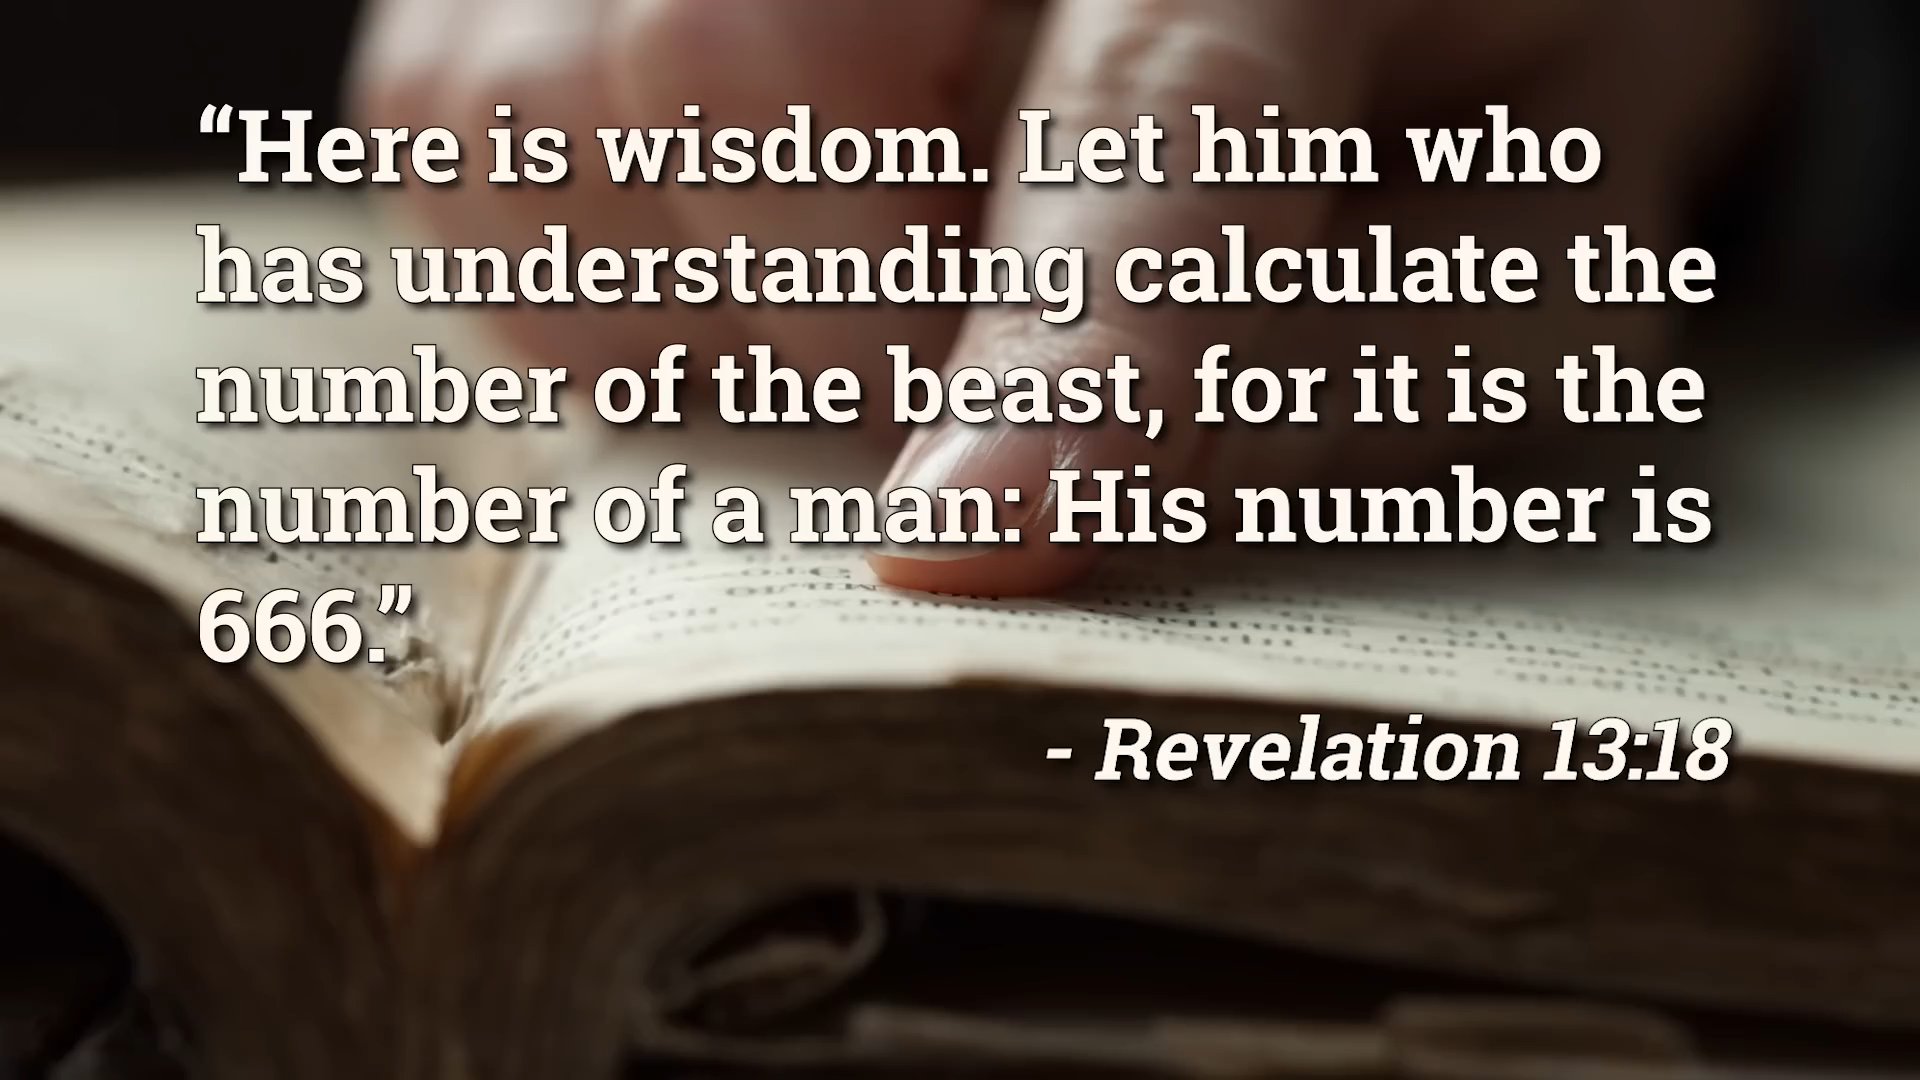 “Here is wisdom. Let him who
has understanding calculate the
number of the beast, for it is the
number of a man: His number is
666.”
- Revelation 13:18